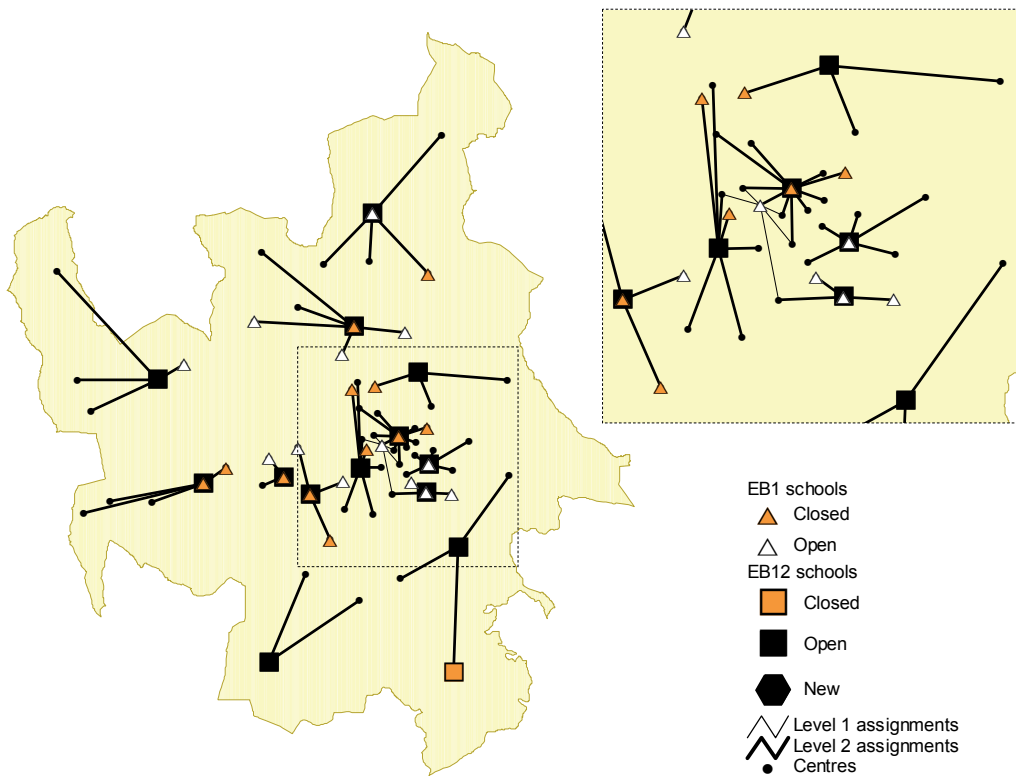 EB1 schools
Closed
Open
EB12 schools
Closed
Open
New
Level 1 assignments
Level 2 assignments
Centres